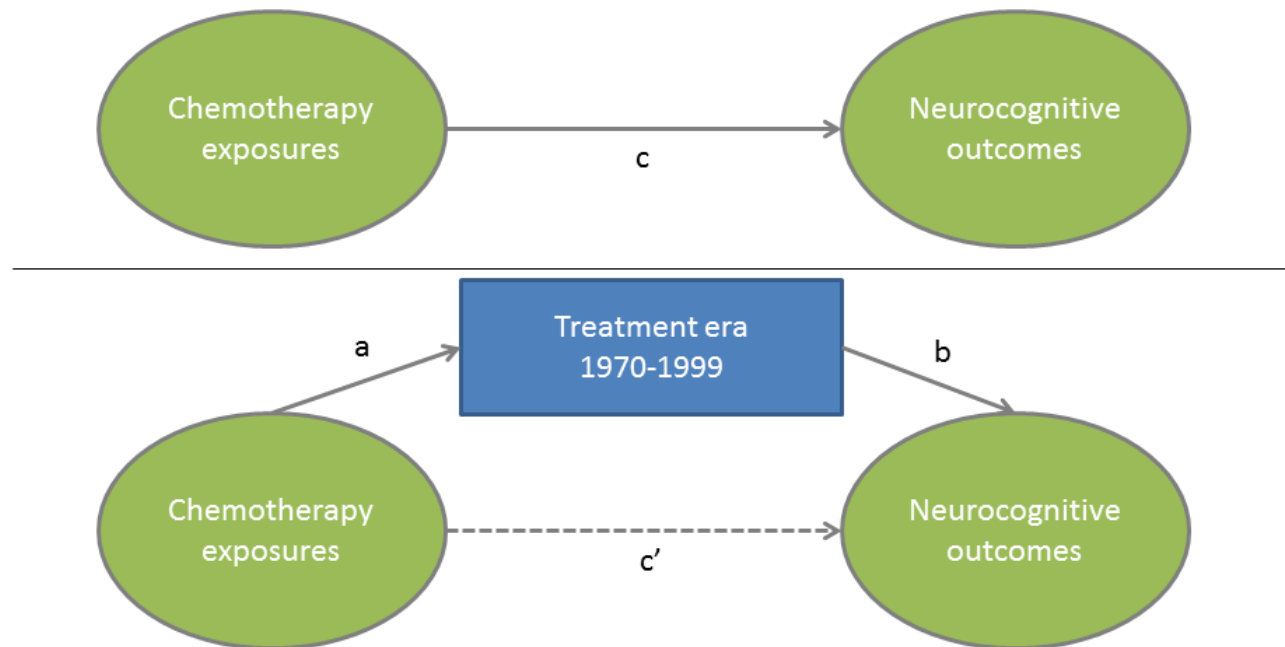 Chemotherapy
exposures
Neurocognitive
outcomes
c
Treatment era
1970-1999
a
b
Chemotherapy
exposures
Neurocognitive
outcomes
c’